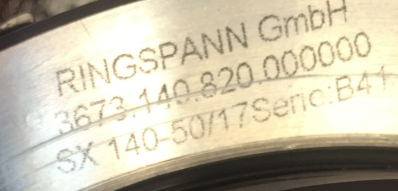 RINGSPANN GmbH
3673.140.820.000000
SX 140-50/17Serie:B41